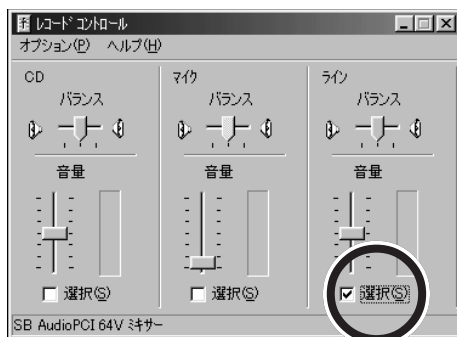 レコード コントロール
オプション(P) ヘルプ(H)
CD マイク ライン
バランス バランス バランス
音量 音量 音量
選択(S) 選択(S) 選択(S)
SB AudioPCI 64V ミキサー